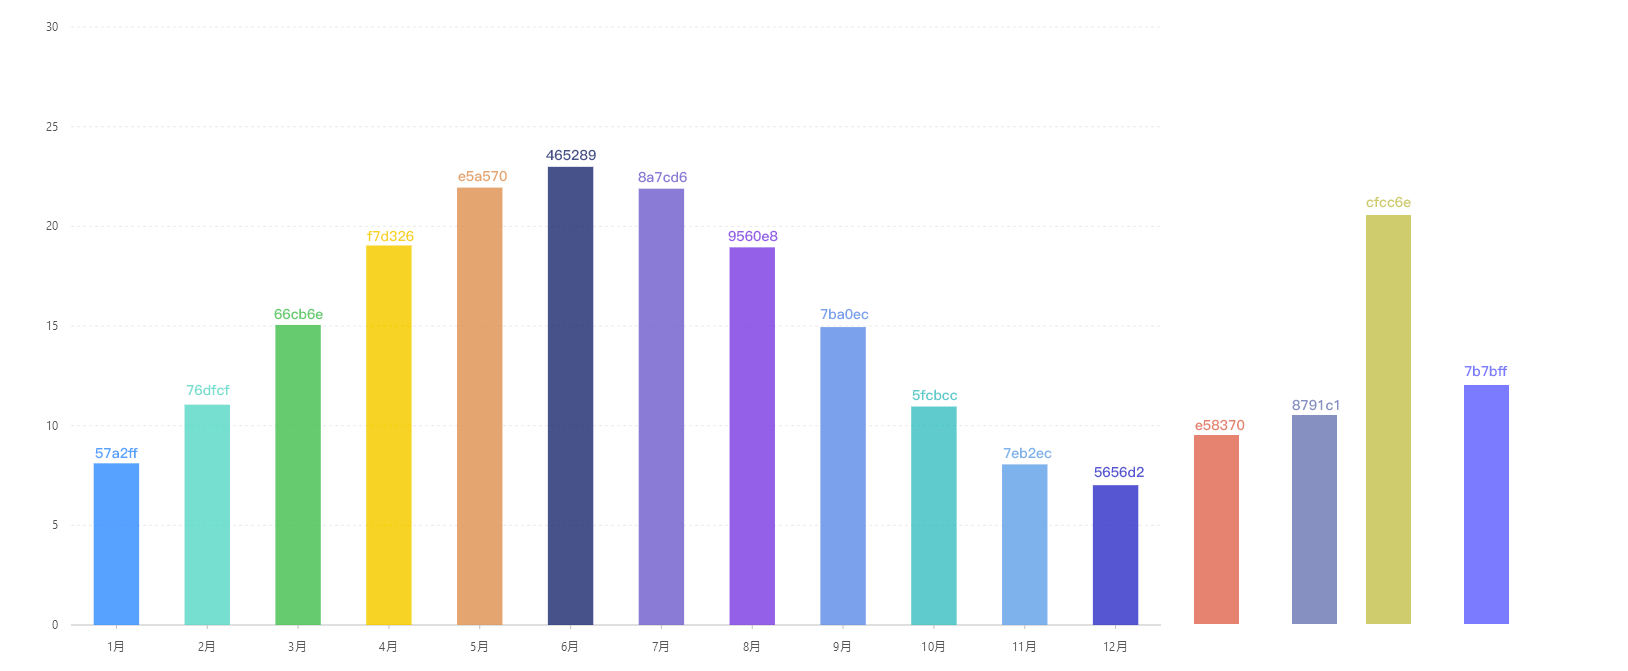 30
25
20
15
10
5
0
57a2ff
76dfcf
66cb6e
f7d326
e5a570
465289
8a7cd6
9560e8
7ba0ec
5fcbcc
7eb2ec
5656d2
e58370
8791c1
cfcc6e
7b7bff
1月
2月
3月
4月
5月
6月
7月
8月
9月
10月
11月
12月